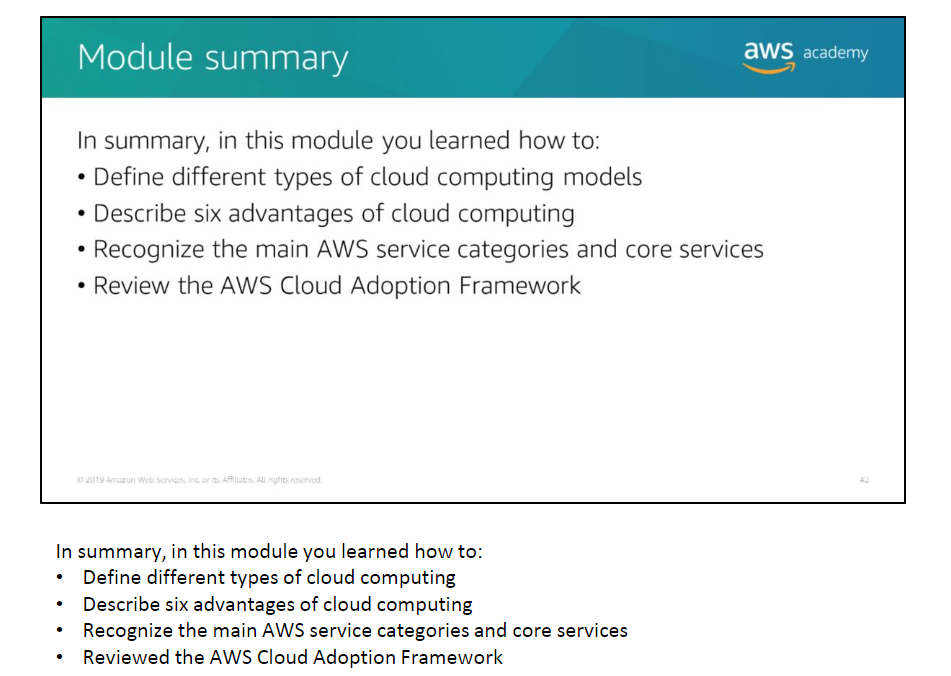 Module summary
aws academy
In summary, in this module you learned how to:
• Define different types of cloud computing models
• Describe six advantages of cloud computing
• Recognize the main AWS service categories and core services
• Review the AWS Cloud Adoption Framework
© 2019 Amazon Web Services, Inc. or its Affiliates. All rights reserved.
42
In summary, in this module you learned how to:
• Define different types of cloud computing
• Describe six advantages of cloud computing
• Recognize the main AWS service categories and core services
• Reviewed the AWS Cloud Adoption Framework